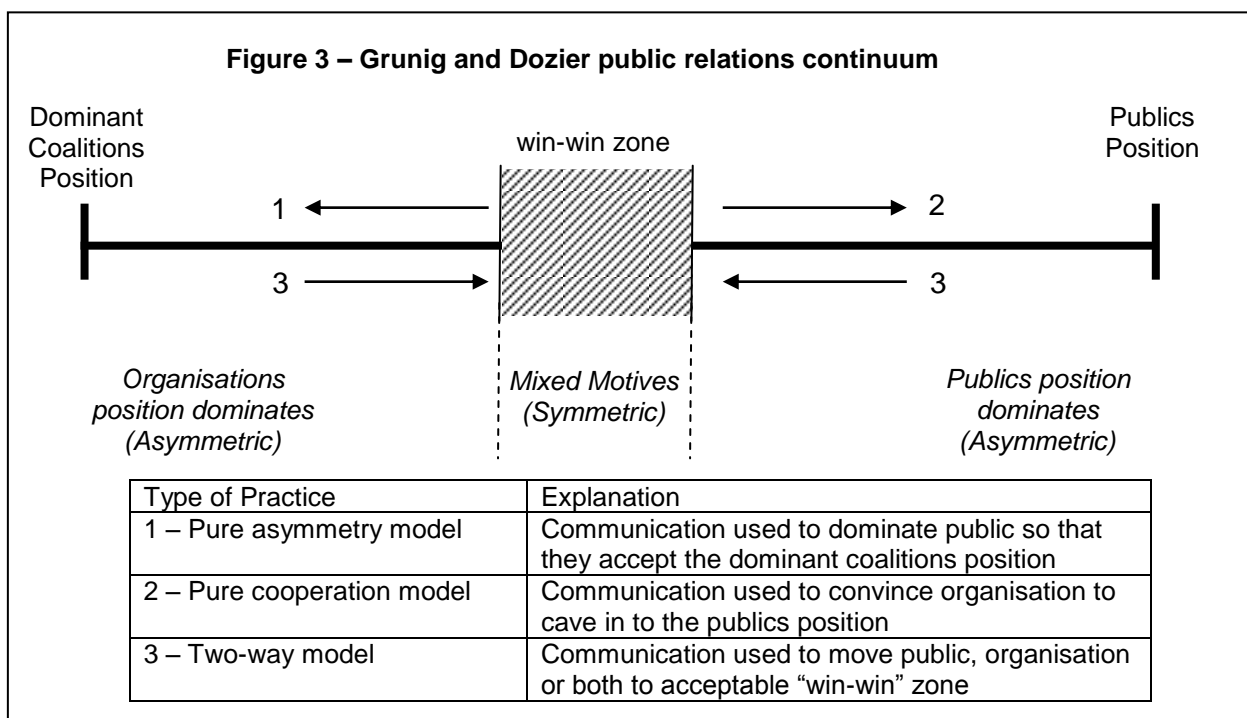 Figure 3 – Grunig and Dozier public relations continuum
Dominant
Coalitions
Position
win-win zone
Publics
Position
1
2
3
3
Organisations
position dominates
(Asymmetric)
Mixed Motives
(Symmetric)
Publics position
dominates
(Asymmetric)
Type of Practice
Explanation
1 – Pure asymmetry model
Communication used to dominate public so that
they accept the dominant coalitions position
2 – Pure cooperation model
Communication used to convince organisation to
cave in to the publics position
3 – Two-way model
Communication used to move public, organisation
or both to acceptable “win-win” zone